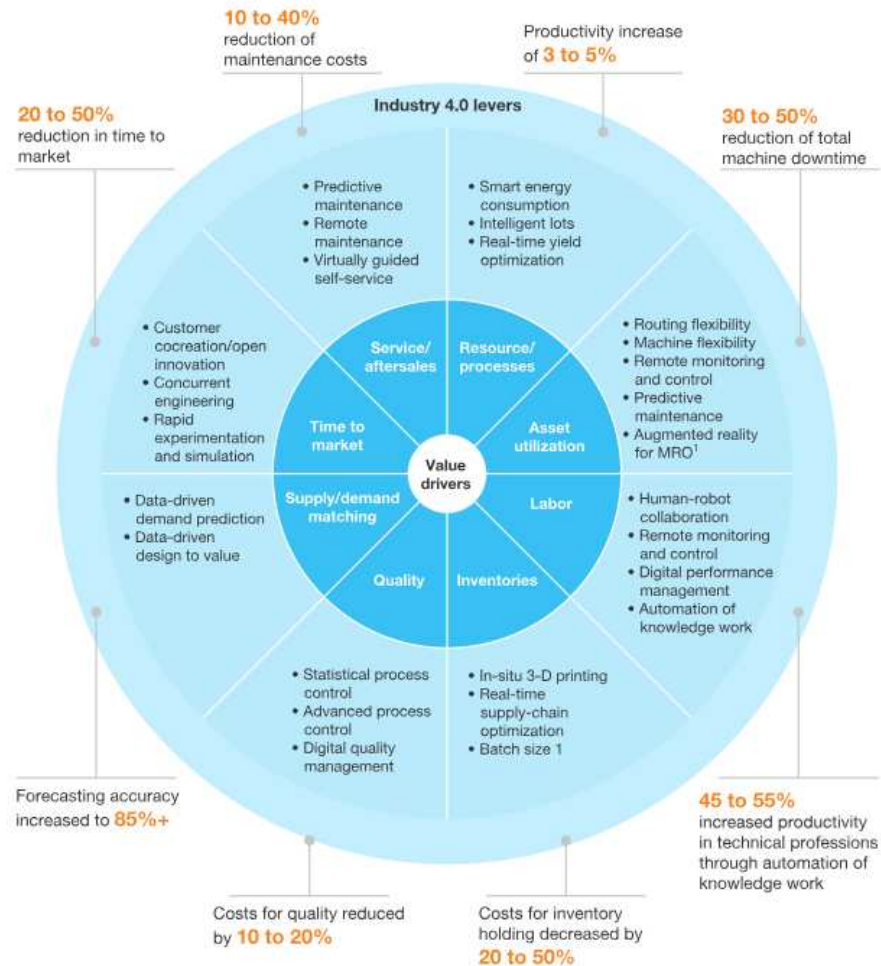 10 to 40%
reduction of
maintenance costs
Productivity increase
of 3 to 5%
20 to 50%
reduction in time to
market
Industry 4.0 levers
30 to 50%
reduction of total
machine downtime
• Predictive
maintenance
• Remote
maintenance
• Virtually guided
self-service
• Smart energy
consumption
• Intelligent lots
• Real-time yield
optimization
• Customer
cocreation/open
innovation
• Concurrent
engineering
• Rapid
experimentation
and simulation
Service/
aftersales
Resource/
processes
• Routing flexibility
• Machine flexibility
• Remote monitoring
and control
• Predictive
maintenance
• Augmented reality
for MRO1
Time to
market
Asset
utilization
Value
drivers
• Data-driven
demand prediction
• Data-driven
design to value
Supply/demand
matching
Labor
• Human-robot
collaboration
• Remote monitoring
and control
• Digital performance
management
• Automation of
knowledge work
Quality
Inventories
• Statistical process
control
• Advanced process
control
• Digital quality
management
• In-situ 3-D printing
• Real-time
supply-chain
optimization
• Batch size 1
Forecasting accuracy
increased to 85%+
45 to 55%
increased productivity
in technical professions
through automation of
knowledge work
Costs for quality reduced
by 10 to 20%
Costs for inventory
holding decreased by
20 to 50%